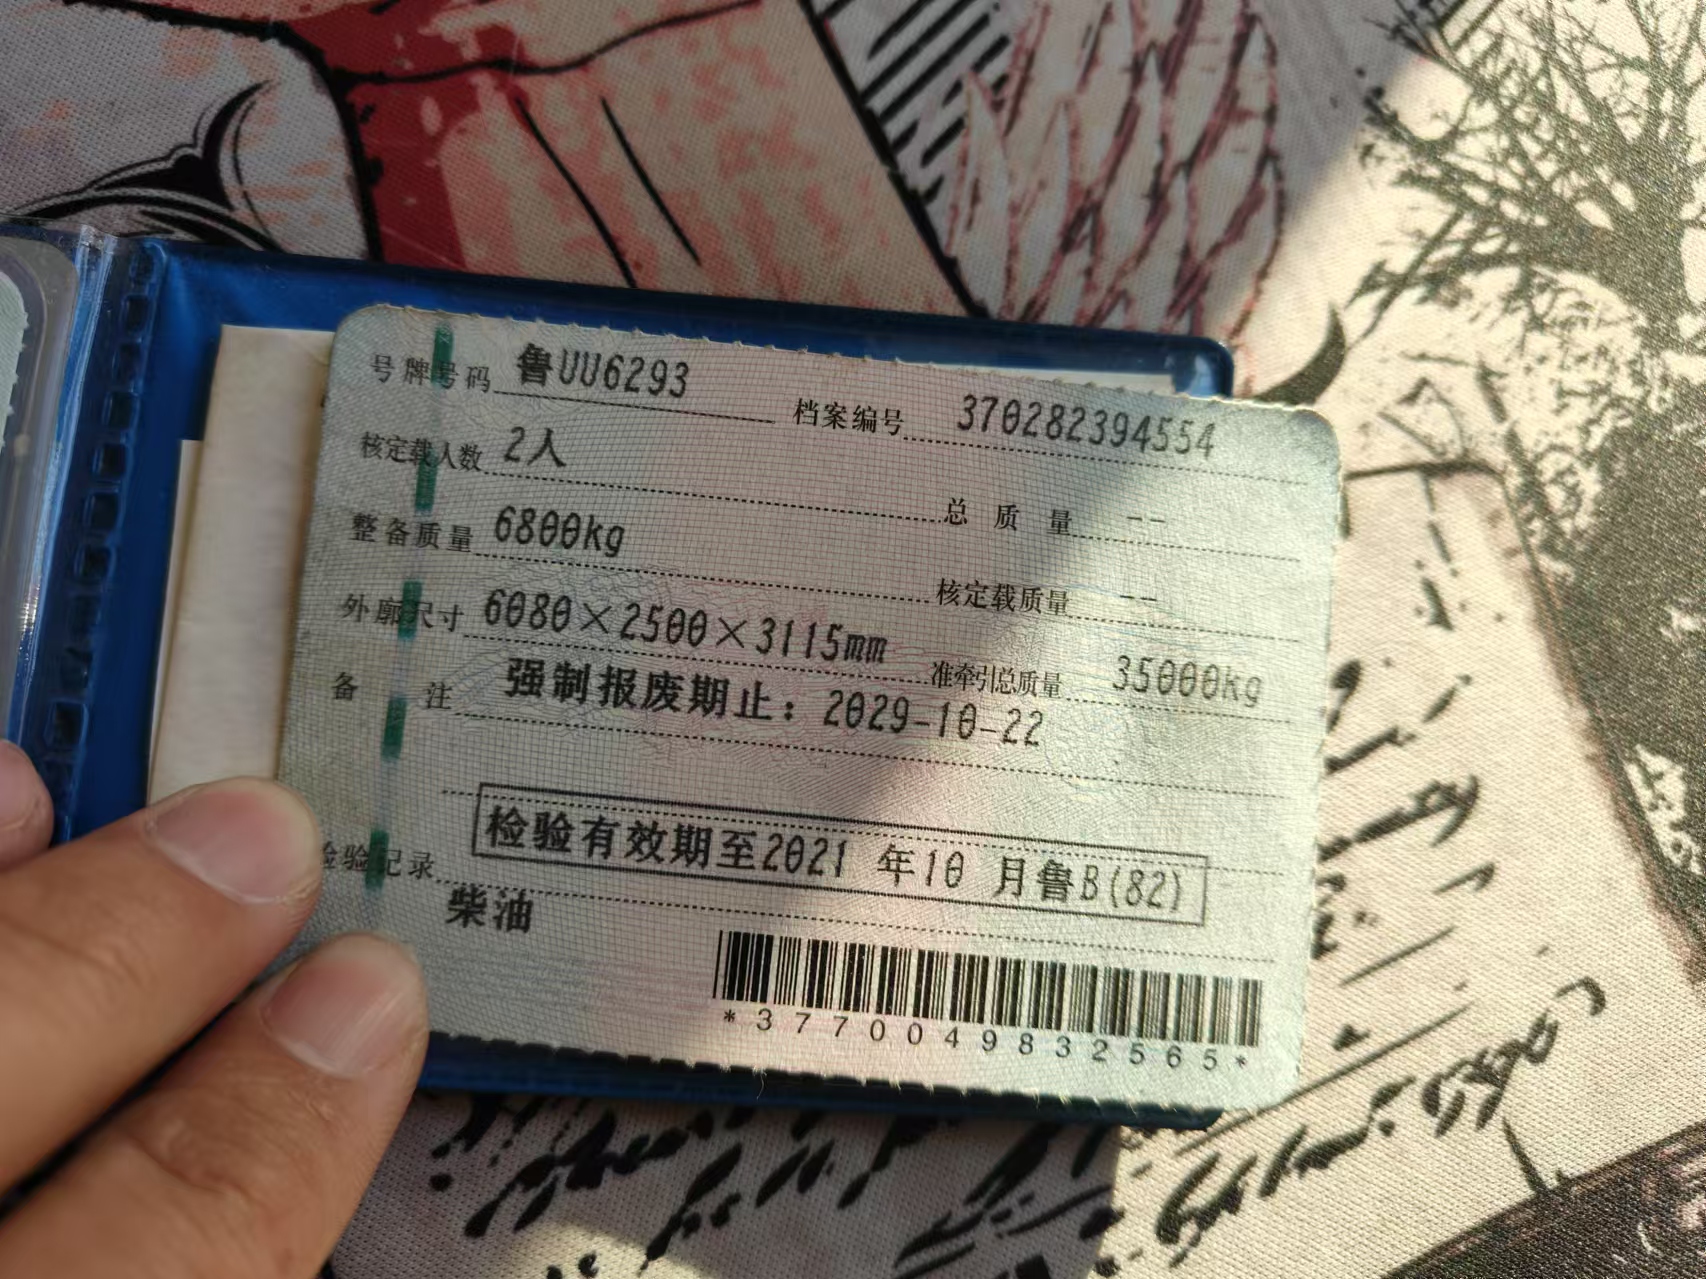 号牌号码 鲁UU6293 档案编号 370282394554
核定载人数 2人 总质量 --
整备质量 6800kg 核定载质量 --
外廓尺寸 6080×2500×3115mm 准牵引总质量 35000kg
备注 强制报废期止：2029-10-22
检验记录 检验有效期至2021 年10 月鲁B(82)
柴油
*3770049832565*